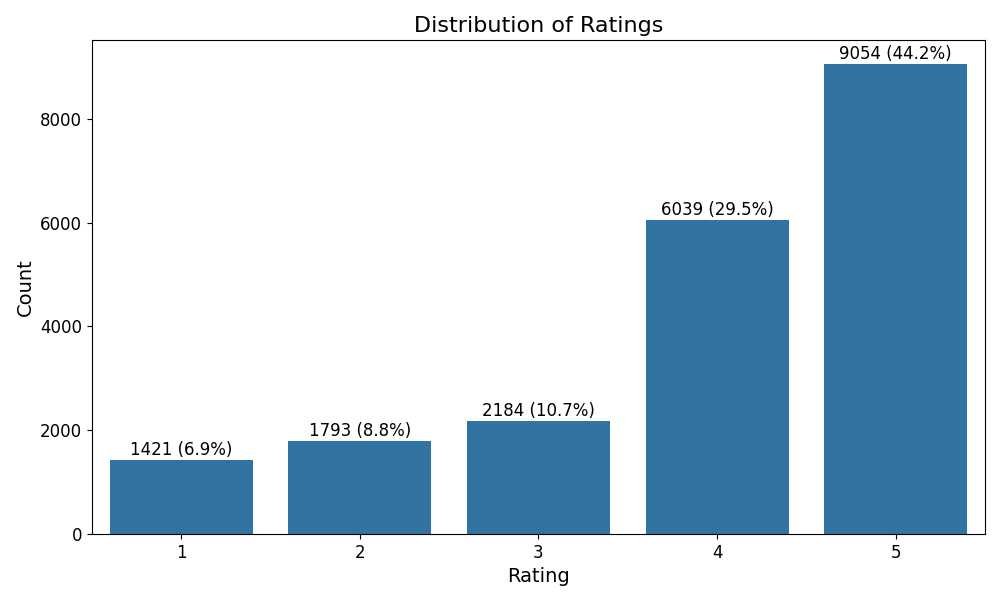 Distribution of Ratings
9054 (44.2%)
8000
6039 (29.5%)
6000
Count
4000
2184 (10.7%)
1793 (8.8%)
2000
1421 (6.9%)
0
1 2 3 4 5
Rating